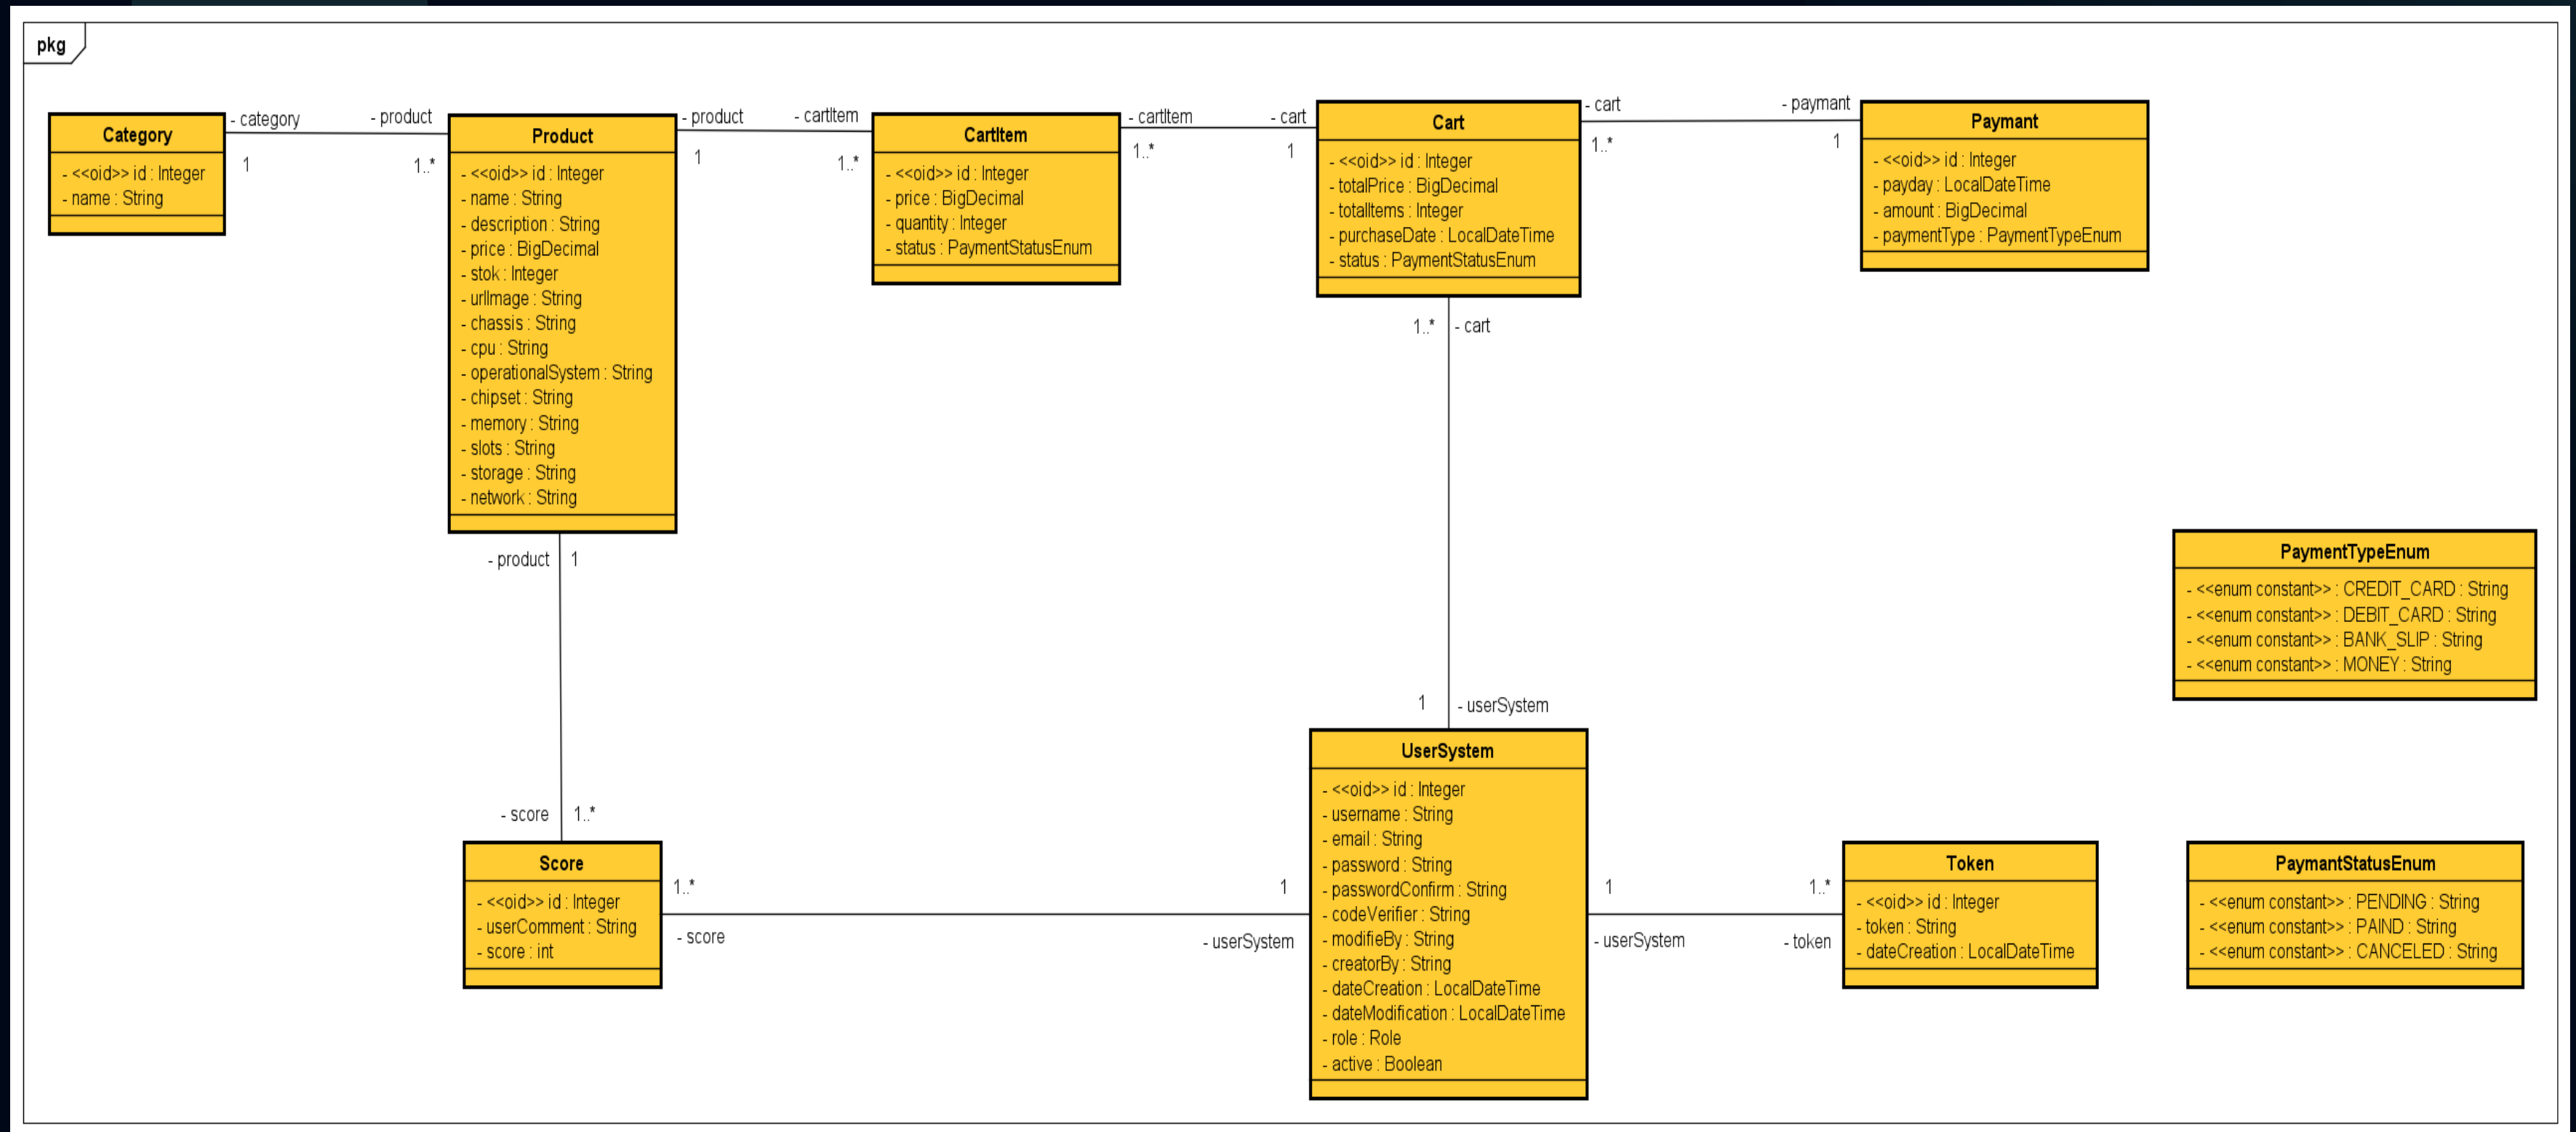 pkg
Category
- <<oid>> id : Integer
- name : String
- category
1
- product
1..*
Product
- <<oid>> id : Integer
- name : String
- description : String
- price : BigDecimal
- stok : Integer
- urlImage : String
- chassis : String
- cpu : String
- operationalSystem : String
- chipset : String
- memory : String
- slots : String
- storage : String
- network : String
- product
1
- cartItem
1..*
CartItem
- <<oid>> id : Integer
- price : BigDecimal
- quantity : Integer
- status : PaymentStatusEnum
- cartItem
1..*
- cart
1
Cart
- <<oid>> id : Integer
- totalPrice : BigDecimal
- totalItems : Integer
- purchaseDate : LocalDateTime
- status : PaymentStatusEnum
- cart
1..*
- paymant
1
Paymant
- <<oid>> id : Integer
- payday : LocalDateTime
- amount : BigDecimal
- paymentType : PaymentTypeEnum
1..*
- cart
1
- userSystem
- product
1
- score
1..*
PaymentTypeEnum
- <<enum constant>> : CREDIT_CARD : String
- <<enum constant>> : DEBIT_CARD : String
- <<enum constant>> : BANK_SLIP : String
- <<enum constant>> : MONEY : String
Score
- <<oid>> id : Integer
- userComment : String
- score : int
1..*
- score
1
- userSystem
UserSystem
- <<oid>> id : Integer
- username : String
- email : String
- password : String
- passwordConfirm : String
- codeVerifier : String
- modifieBy : String
- creatorBy : String
- dateCreation : LocalDateTime
- dateModification : LocalDateTime
- role : Role
- active : Boolean
1
- userSystem
1..*
- token
Token
- <<oid>> id : Integer
- token : String
- dateCreation : LocalDateTime
PaymantStatusEnum
- <<enum constant>> : PENDING : String
- <<enum constant>> : PAIND : String
- <<enum constant>> : CANCELED : String